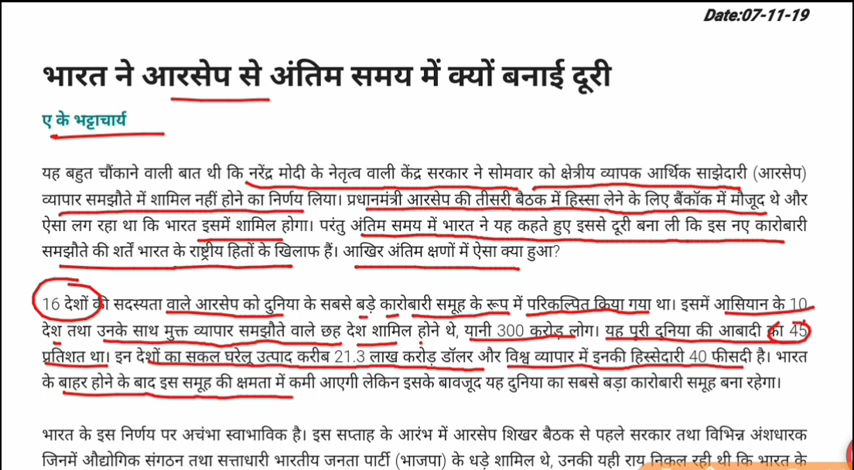 Date:07-11-19
भारत ने आरसेप से अंतिम समय में क्यों बनाई दूरी
ए के भट्टाचार्य
यह बहुत चौंकाने वाली बात थी कि नरेंद्र मोदी के नेतृत्व वाली केंद्र सरकार ने सोमवार को क्षेत्रीय व्यापक आर्थिक साझेदारी (आरसेप)
व्यापार समझौते में शामिल नहीं होने का निर्णय लिया। प्रधानमंत्री आरसेप की तीसरी बैठक में हिस्सा लेने के लिए बैंकॉक में मौजूद थे और
ऐसा लग रहा था कि भारत इसमें शामिल होगा। परंतु अंतिम समय में भारत ने यह कहते हुए इससे दूरी बना ली कि इस नए कारोबारी
समझौते की शर्तें भारत के राष्ट्रीय हितों के खिलाफ हैं। आखिर अंतिम क्षणों में ऐसा क्या हुआ?
16 देशों की सदस्यता वाले आरसेप को दुनिया के सबसे बड़े कारोबारी समूह के रूप में परिकल्पित किया गया था। इसमें आसियान के 10
देश तथा उनके साथ मुक्त व्यापार समझौते वाले छह देश शामिल होने थे, यानी 300 करोड़ लोग। यह पूरी दुनिया की आबादी का 45
प्रतिशत था। इन देशों का सकल घरेलू उत्पाद करीब 21.3 लाख करोड़ डॉलर और विश्व व्यापार में इनकी हिस्सेदारी 40 फीसदी है। भारत
के बाहर होने के बाद इस समूह की क्षमता में कमी आएगी लेकिन इसके बावजूद यह दुनिया का सबसे बड़ा कारोबारी समूह बना रहेगा।
भारत के इस निर्णय पर अचंभा स्वाभाविक है। इस सप्ताह के आरंभ में आरसेप शिखर बैठक से पहले सरकार तथा विभिन्न अंशधारक
जिनमें औद्योगिक संगठन तथा सत्ताधारी भारतीय जनता पार्टी (भाजपा) के धड़े शामिल थे, उनकी यही राय निकल रही थी कि भारत के